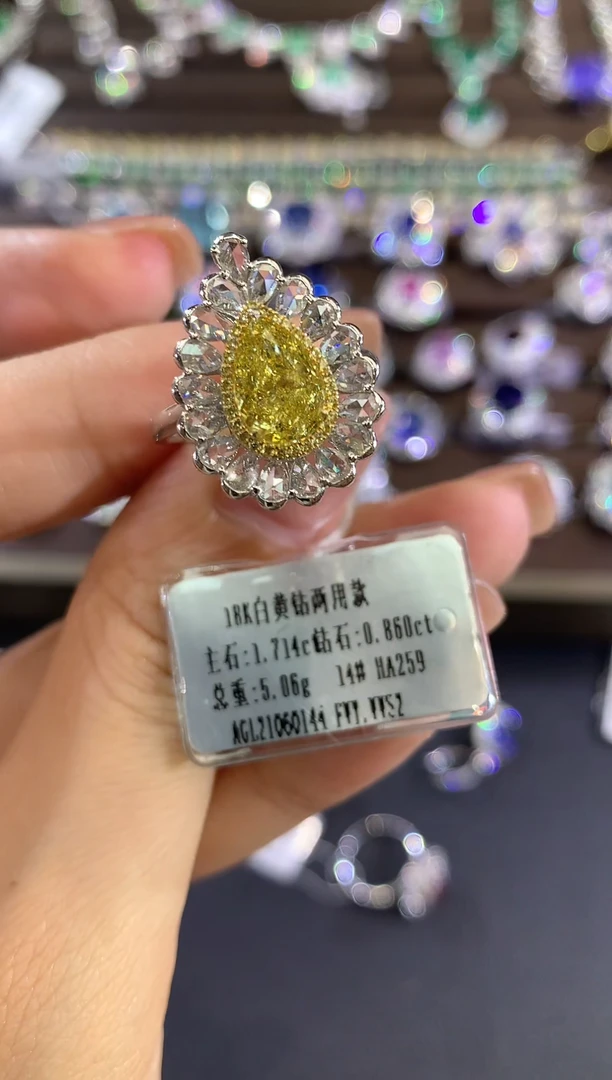 18K白黄钻两用款
主石:1.714ct钻石:0.860ct
总重:5.06g 14# HA259
AGL21060144 FVY.VVS2